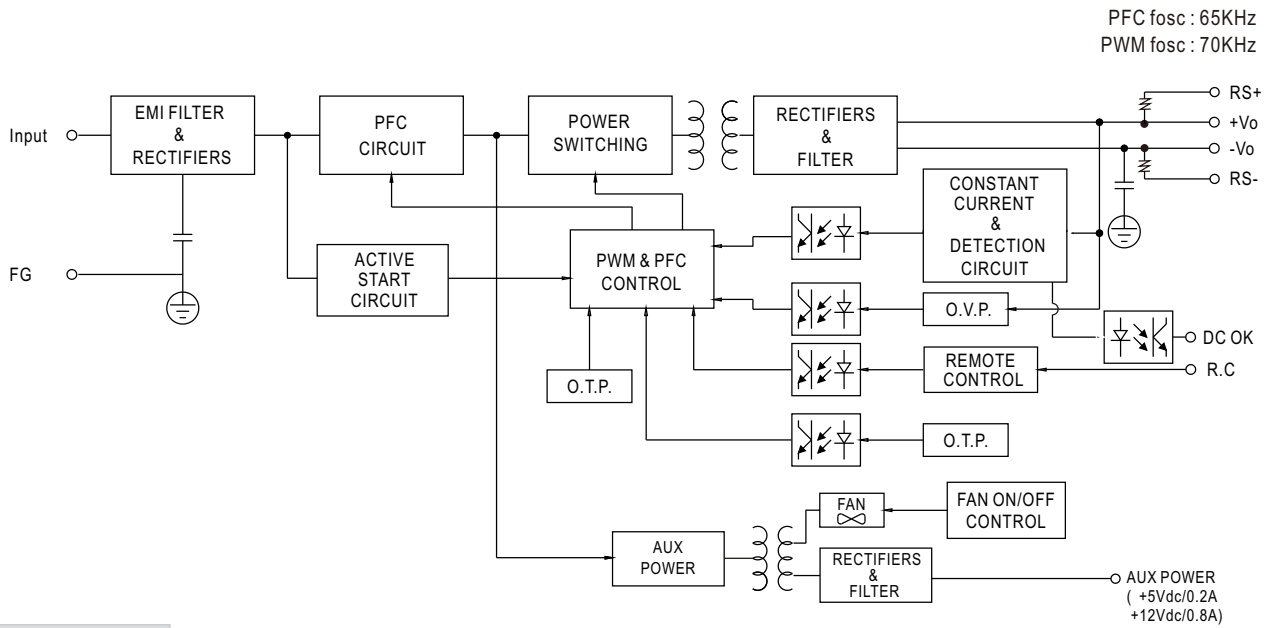 PFC fosc : 65KHz
PWM fosc : 70KHz
Input
EMI FILTER
&
RECTIFIERS
PFC
CIRCUIT
POWER
SWITCHING
RECTIFIERS
&
FILTER
RS+
+Vo
-Vo
RS-
FG
ACTIVE
START
CIRCUIT
PWM & PFC
CONTROL
CONSTANT
CURRENT
&
DETECTION
CIRCUIT
O.V.P.
DC OK
O.T.P.
REMOTE
CONTROL
R.C
O.T.P.
AUX
POWER
FAN
FAN ON/OFF
CONTROL
RECTIFIERS
&
FILTER
AUX POWER
( +5Vdc/0.2A
+12Vdc/0.8A)